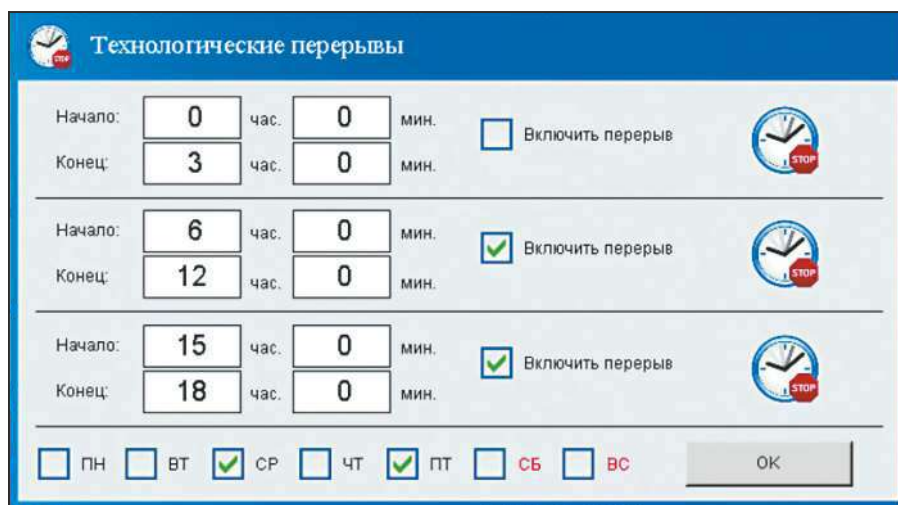 STOP Технологические перерывы
Начало: 0 час. 0 мин.
Включить перерыв
STOP
Конец: 3 час. 0 мин.
Начало: 6 час. 0 мин.
Включить перерыв
STOP
Конец: 12 час. 0 мин.
Начало: 15 час. 0 мин.
Включить перерыв
STOP
Конец: 18 час. 0 мин.
ПН ВТ СР ЧТ ПТ СБ ВС OK